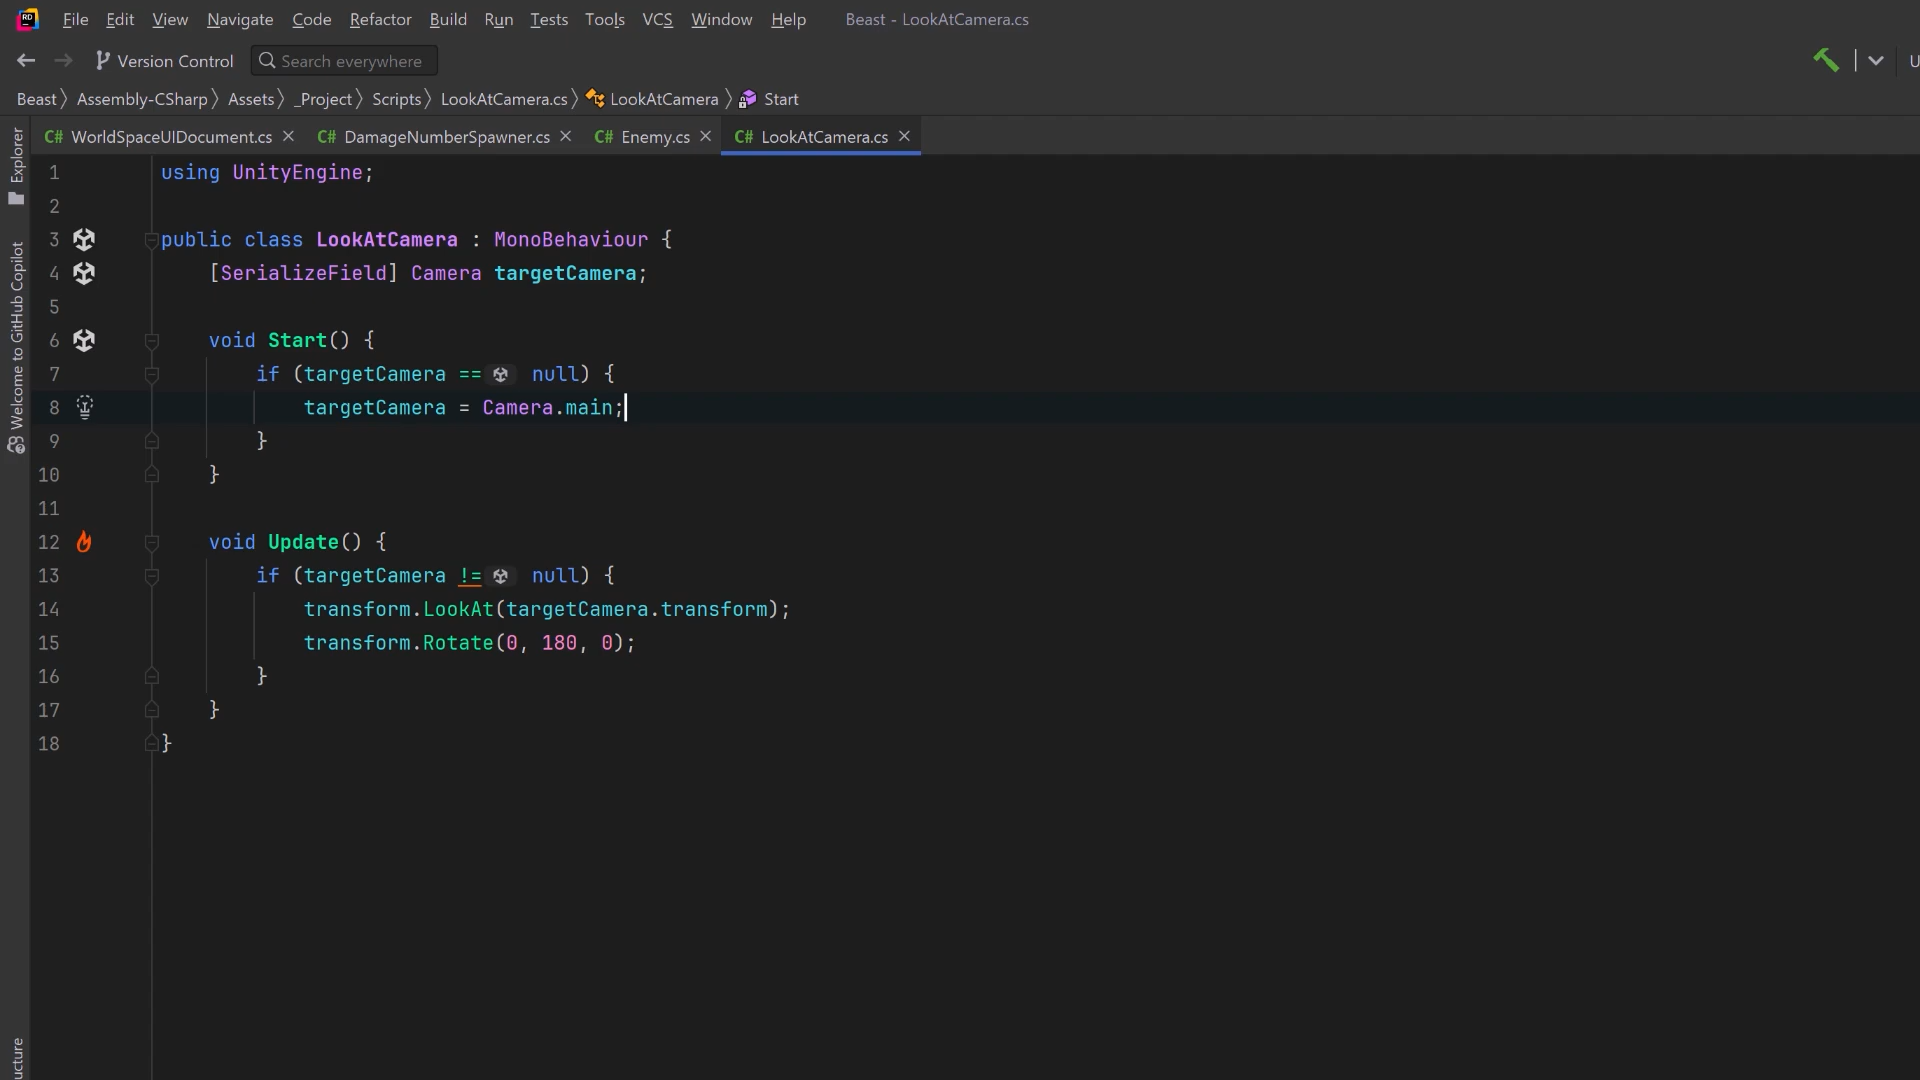 File Edit View Navigate Code Refactor Build Run Tests Tools VCS Window Help Beast - LookAtCamera.cs
Version Control Search everywhere U
Beast Assembly-CSharp Assets _Project Scripts LookAtCamera.cs LookAtCamera Start
C# WorldSpaceUIDocument.cs C# DamageNumberSpawner.cs C# Enemy.cs C# LookAtCamera.cs
Explorer
Welcome to GitHub Copilot
ucture
1 using UnityEngine;
2
3 public class LookAtCamera : MonoBehaviour {
4 [SerializeField] Camera targetCamera;
5
6 void Start() {
7 if (targetCamera == null) {
8 targetCamera = Camera.main;
9 }
10 }
11
12 void Update() {
13 if (targetCamera != null) {
14 transform.LookAt(targetCamera.transform);
15 transform.Rotate(0, 180, 0);
16 }
17 }
18 }